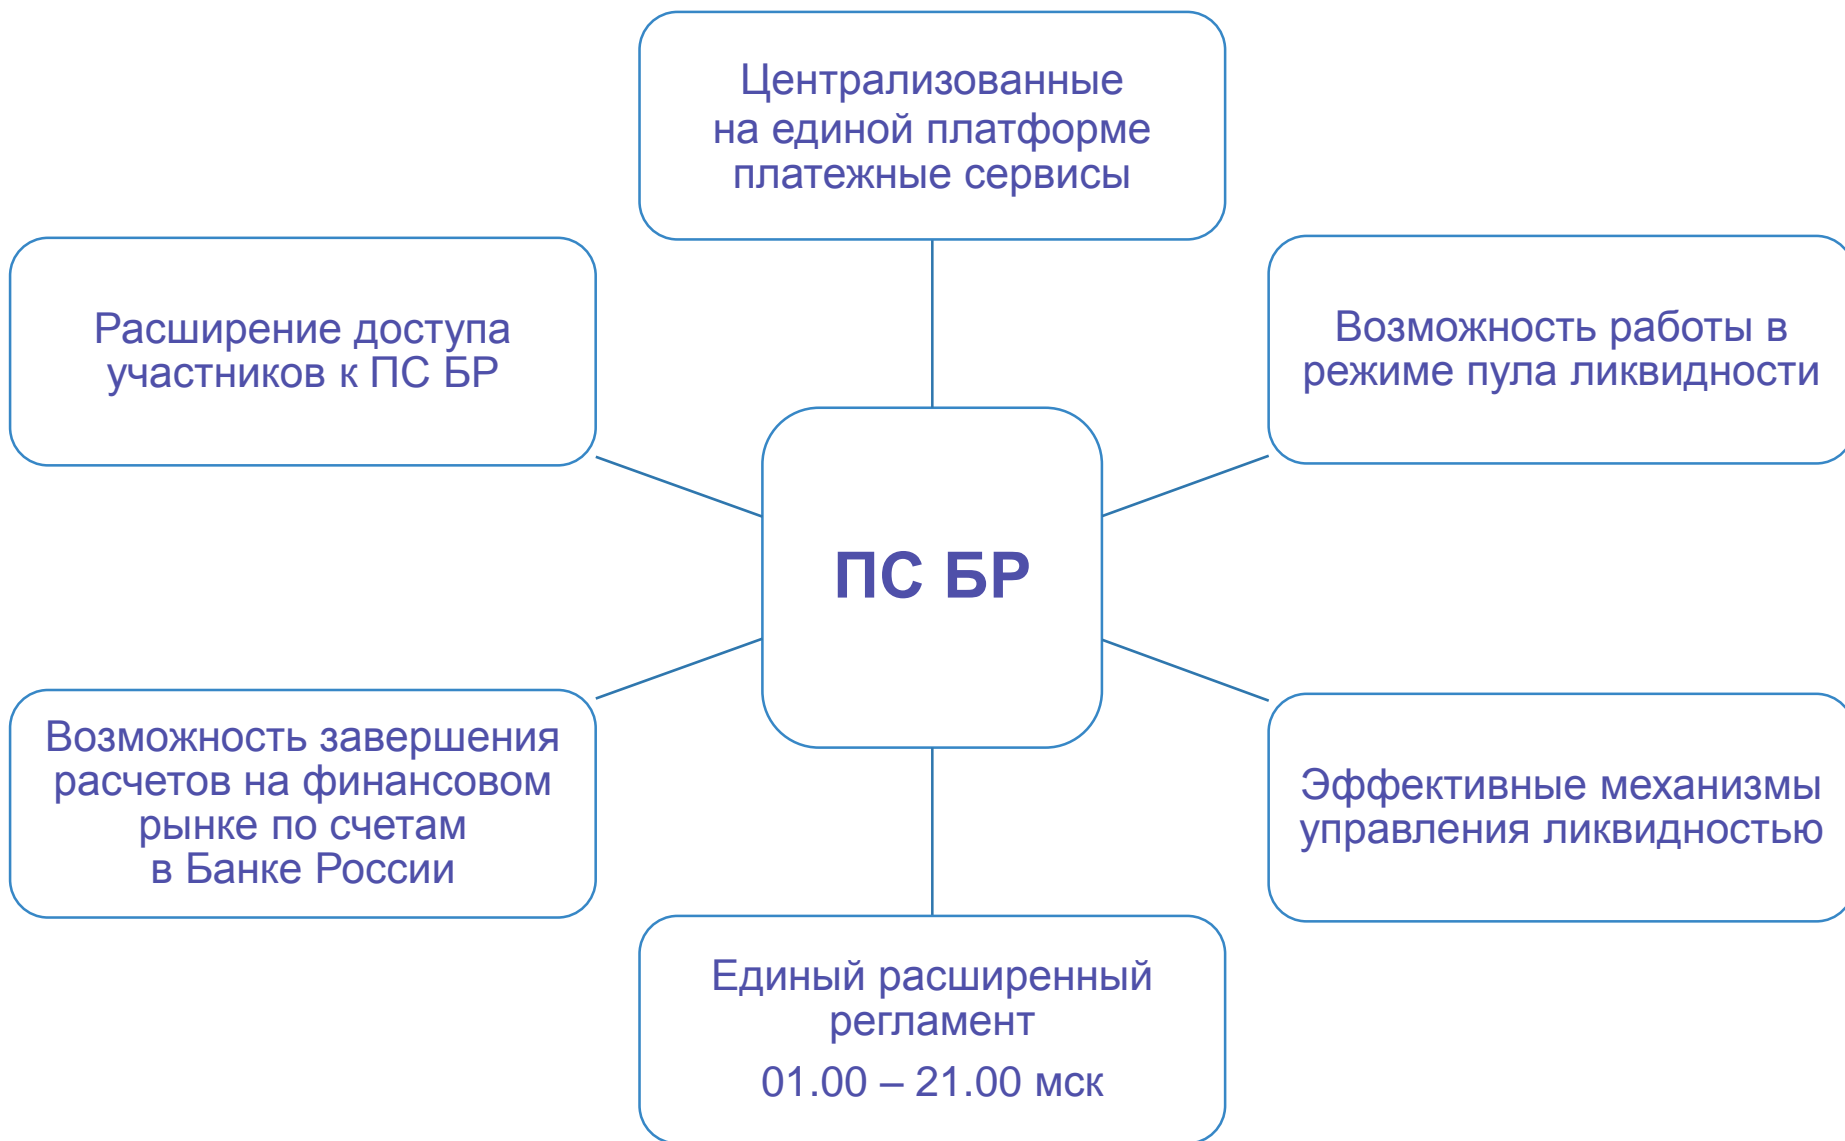 Централизованные
на единой платформе
платежные сервисы
Расширение доступа
участников к ПС БР
Возможность работы в
режиме пула ликвидности
ПС БР
Возможность завершения
расчетов на финансовом
рынке по счетам
в Банке России
Эффективные механизмы
управления ликвидностью
Единый расширенный
регламент
01.00 – 21.00 мск